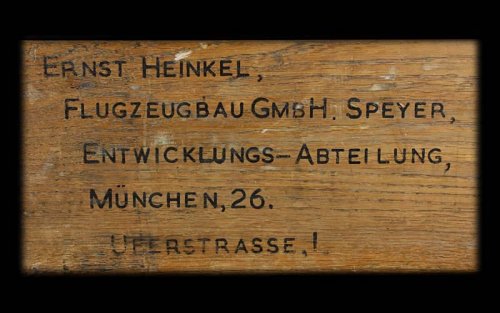 ERNST HEINKEL,
FLUGZEUGBAU GMBH. SPEYER,
ENTWICKLUNGS-ABTEILUNG,
MÜNCHEN, 26.
UFERSTRASSE, 1